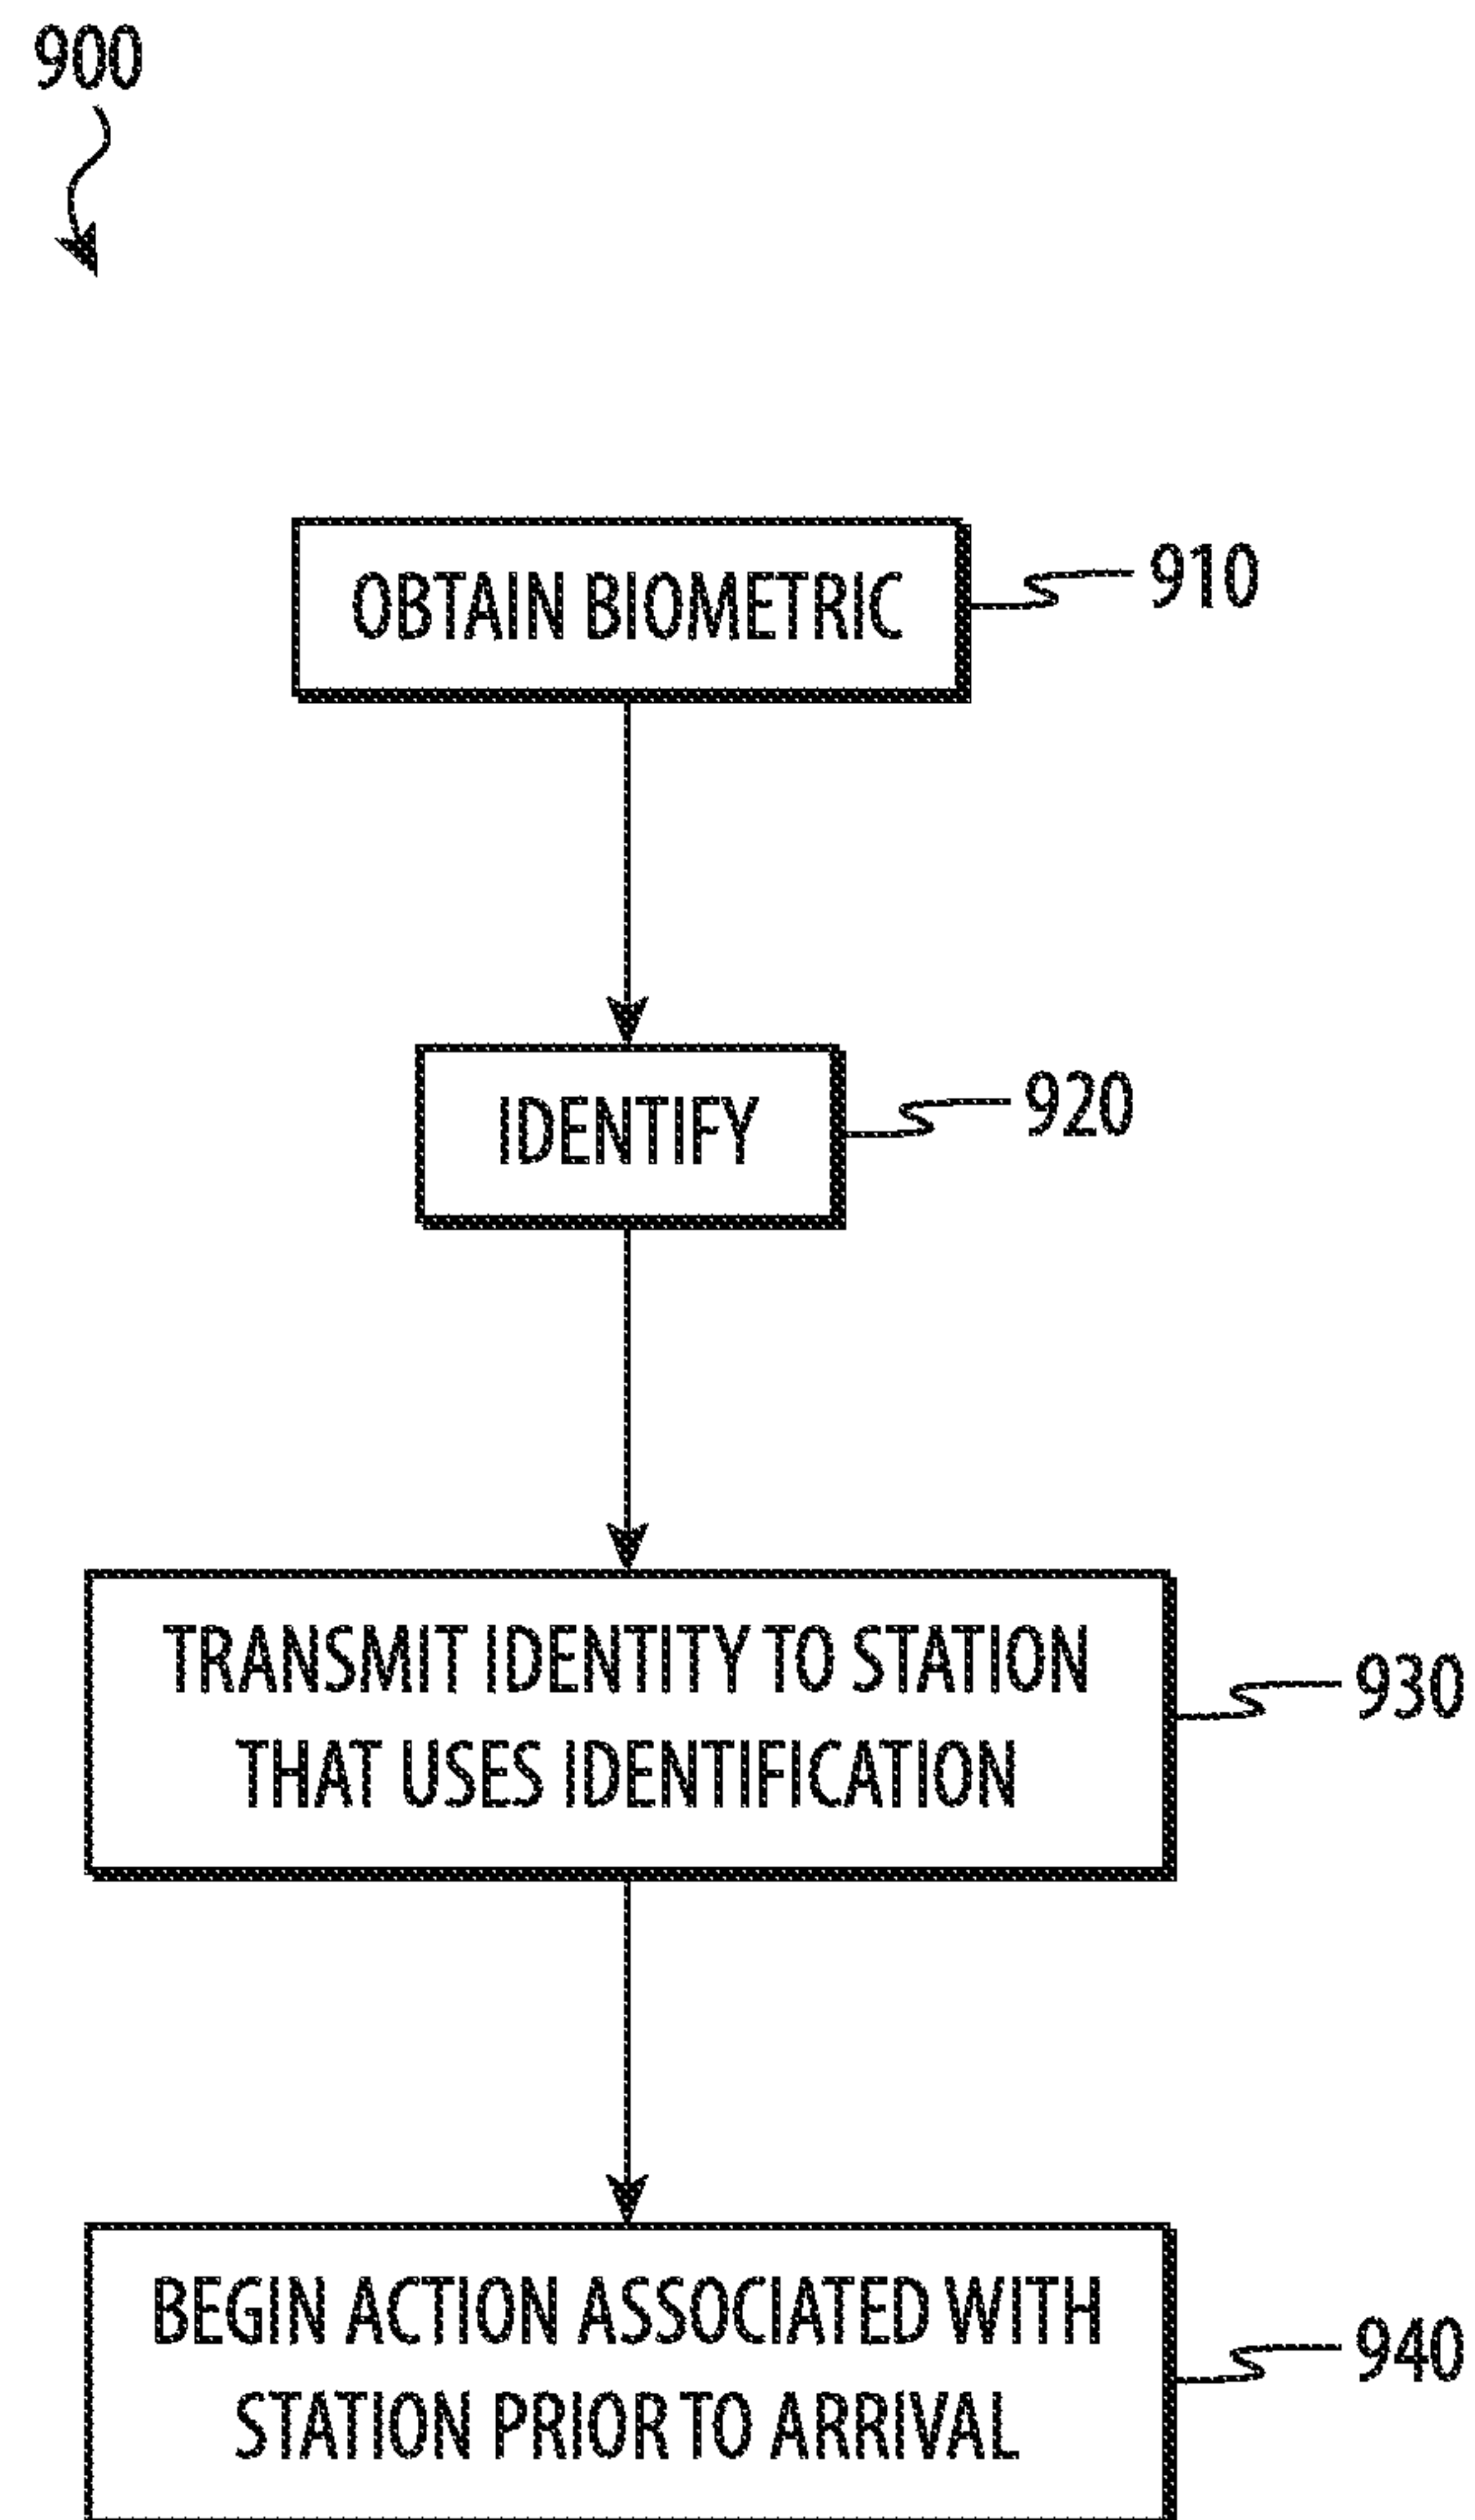 900
OBTAIN BIOMETRIC
910
IDENTIFY
920
TRANSMIT IDENTITY TO STATION
THAT USES IDENTIFICATION
930
BEGIN ACTION ASSOCIATED WITH
STATION PRIOR TO ARRIVAL
940